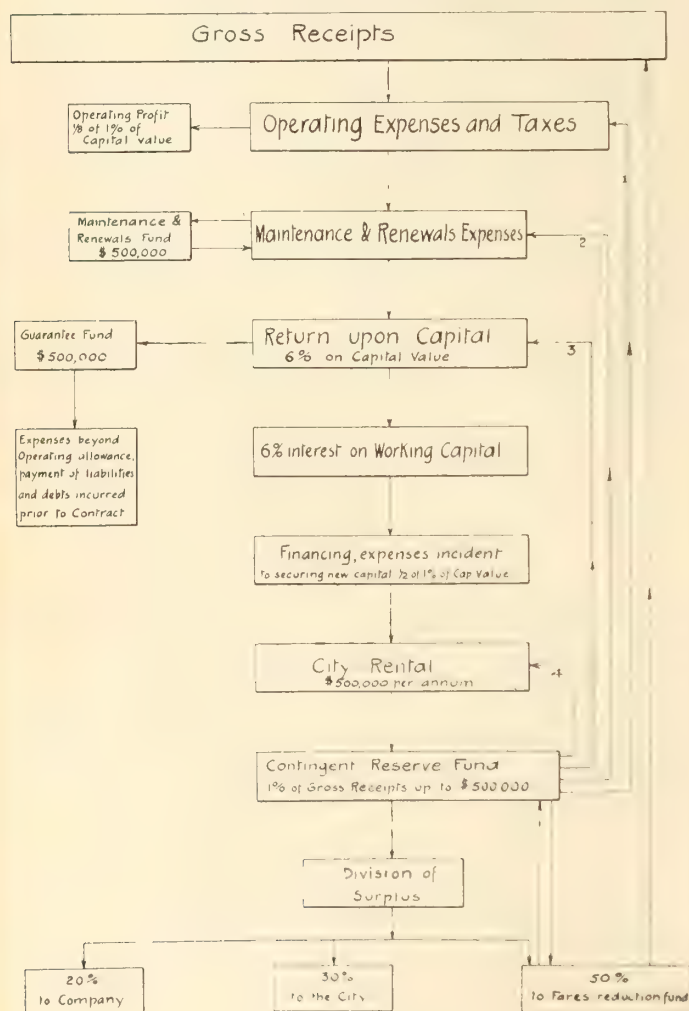 Gross Receipts
Operating Profit
⅛ of 1% of
Capital value
Operating Expenses and Taxes
1
Maintenance &
Renewals Fund
$500,000
Maintenance & Renewals Expenses
2
Guarantee Fund
$500,000
Return upon Capital
6% on Capital Value
3
Expenses beyond
Operating allowance,
payment of liabilities
and debts incurred
prior to Contract
6% interest on Working Capital
Financing, expenses incident
to securing new capital ½ of 1% of Cap Value
City Rental
$500,000 per annum
4
Contingent Reserve Fund
1% of Gross Receipts up to $500000
Division of
Surplus
20%
to Company
30%
to the City
50%
to Fares reduction fund